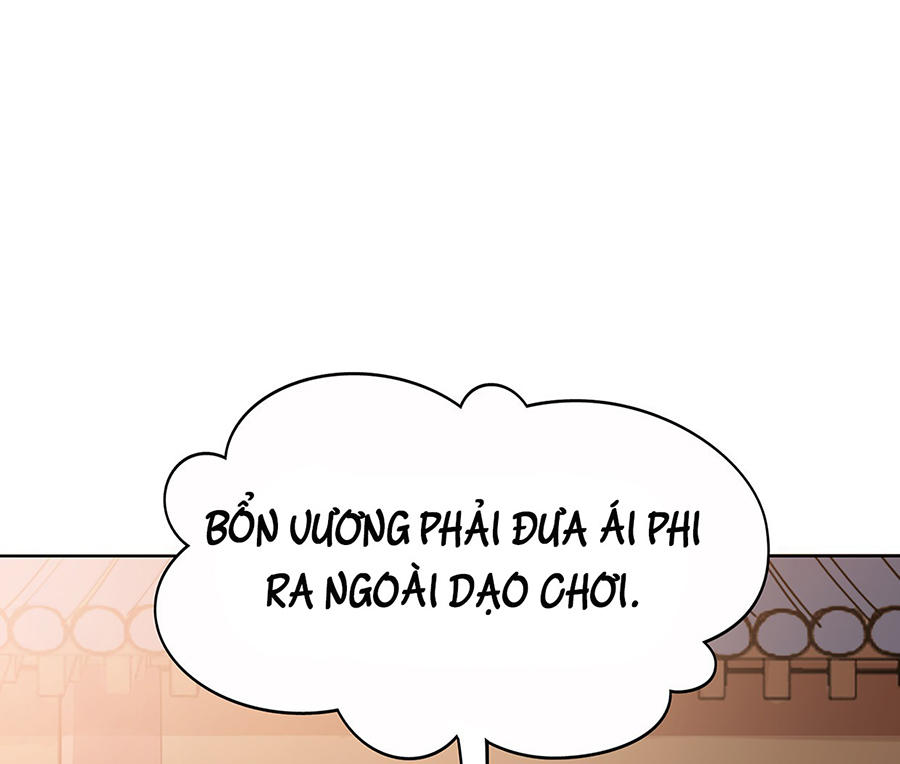 BỔN VƯƠNG PHẢI ĐƯA ÁI PHI
RA NGOÀI DẠO CHƠI.